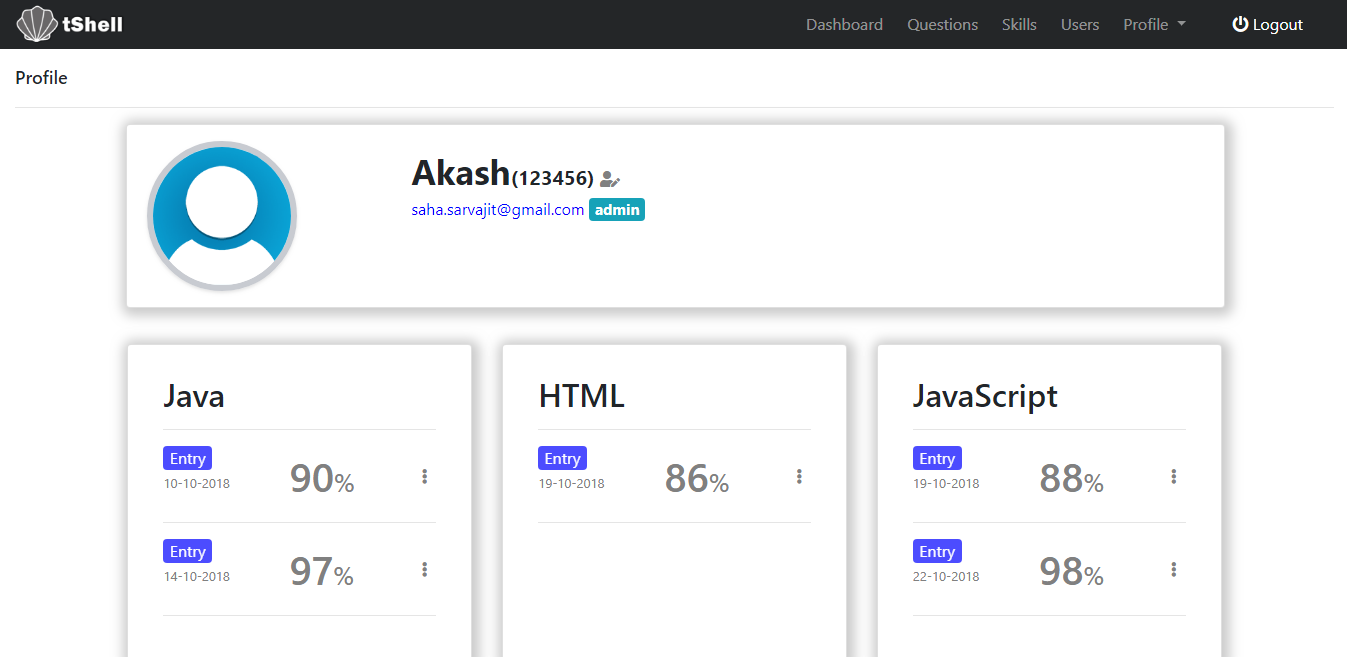 tShell Dashboard Questions Skills Users Profile Logout
Profile
Akash(123456)
saha.sarvajit@gmail.com admin
Java
Entry
10-10-2018
90%
Entry
14-10-2018
97%
HTML
Entry
19-10-2018
86%
JavaScript
Entry
19-10-2018
88%
Entry
22-10-2018
98%